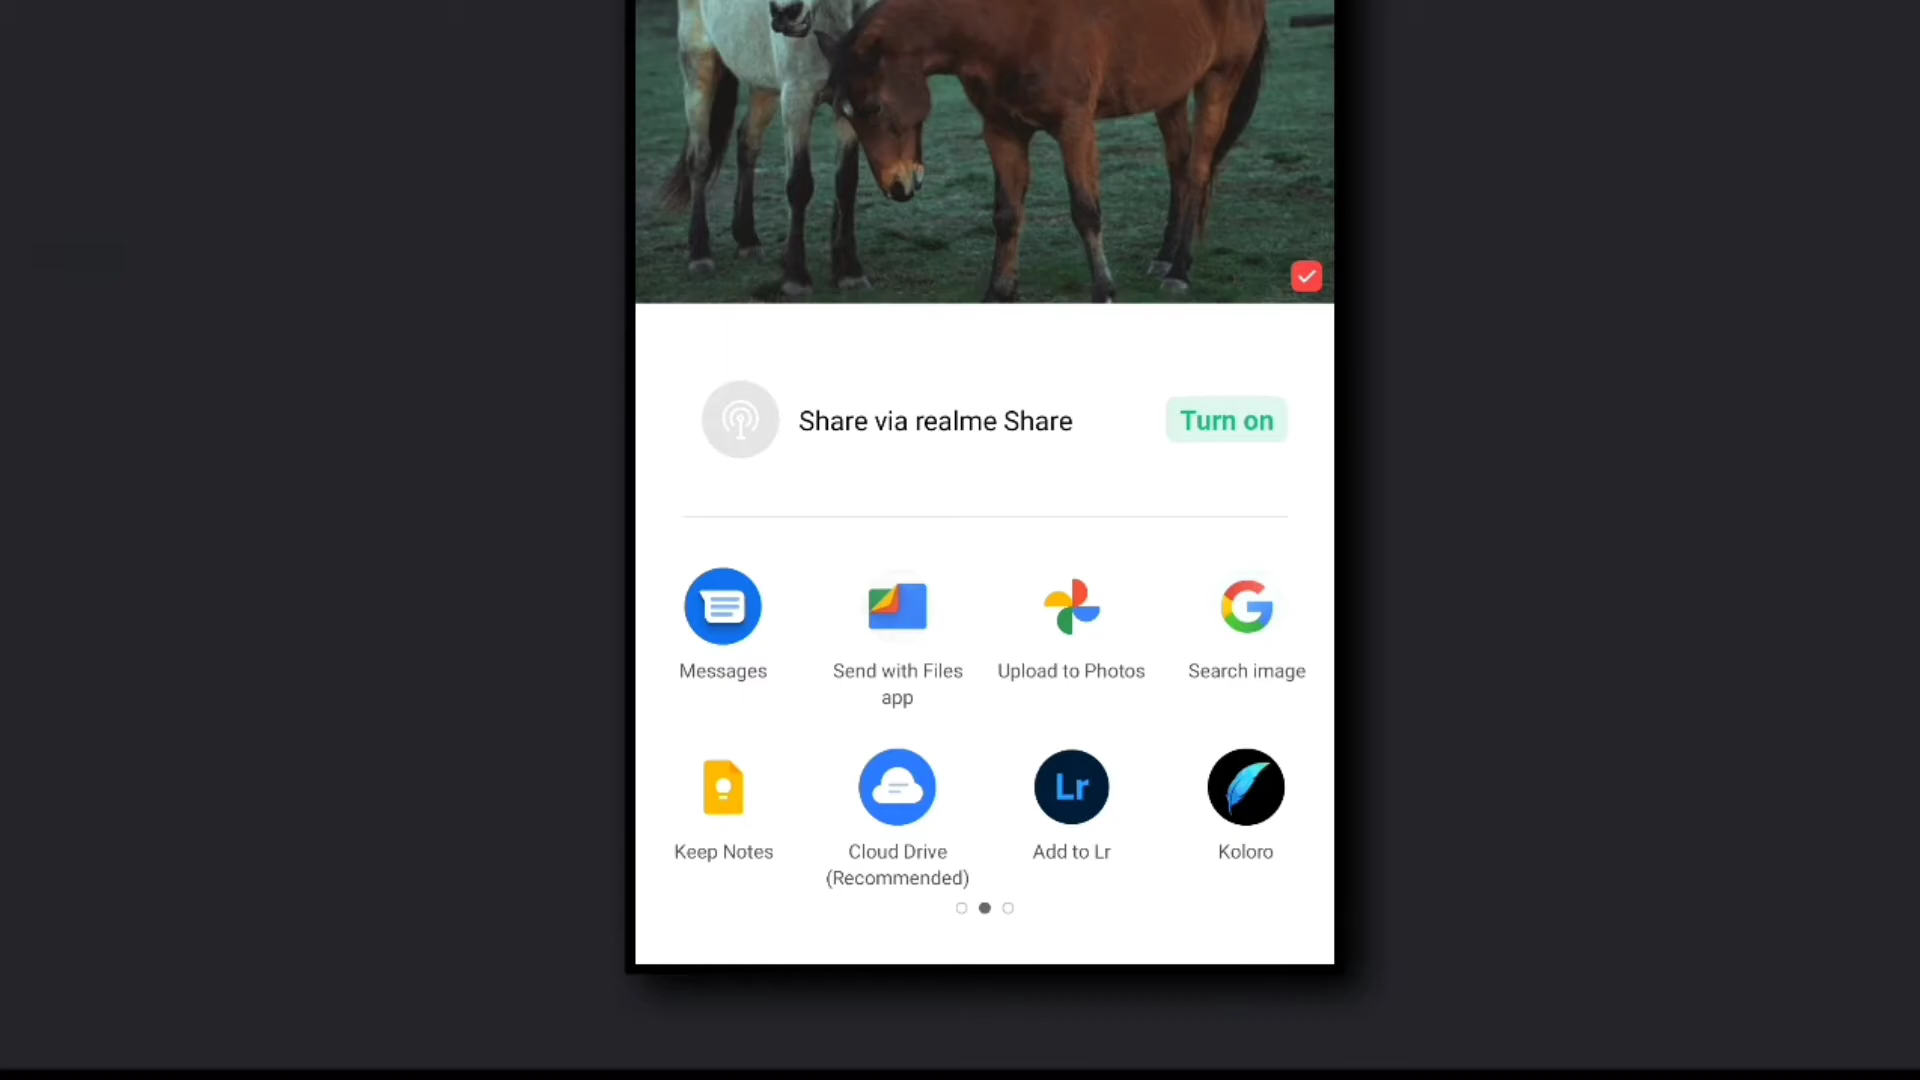 Share via realme Share
Turn on
Messages
Send with Files
app
Upload to Photos
Search image
Keep Notes
Cloud Drive
(Recommended)
Lr
Add to Lr
Koloro